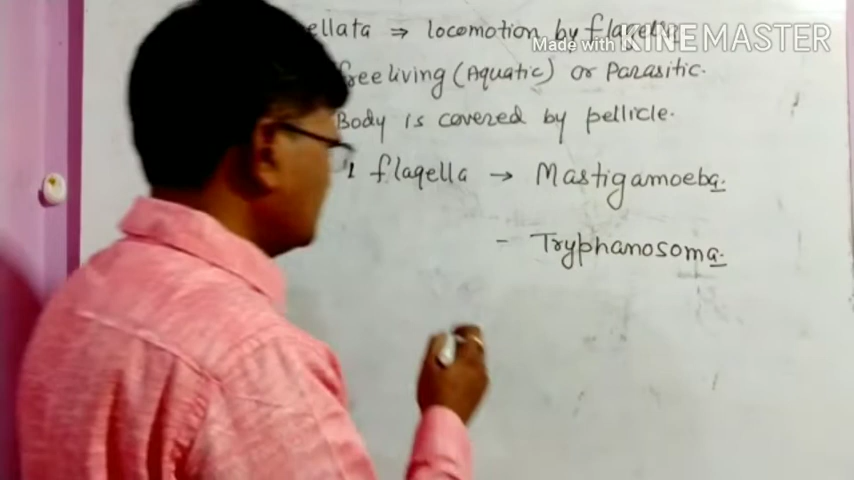 ellata ⇒ locomotion by flagella
Made with KINEMASTER
free living (Aquatic) or Parasitic.
Body is covered by pellicle.
1 flagella → Mastigamoeba.
- Tryphanosoma.